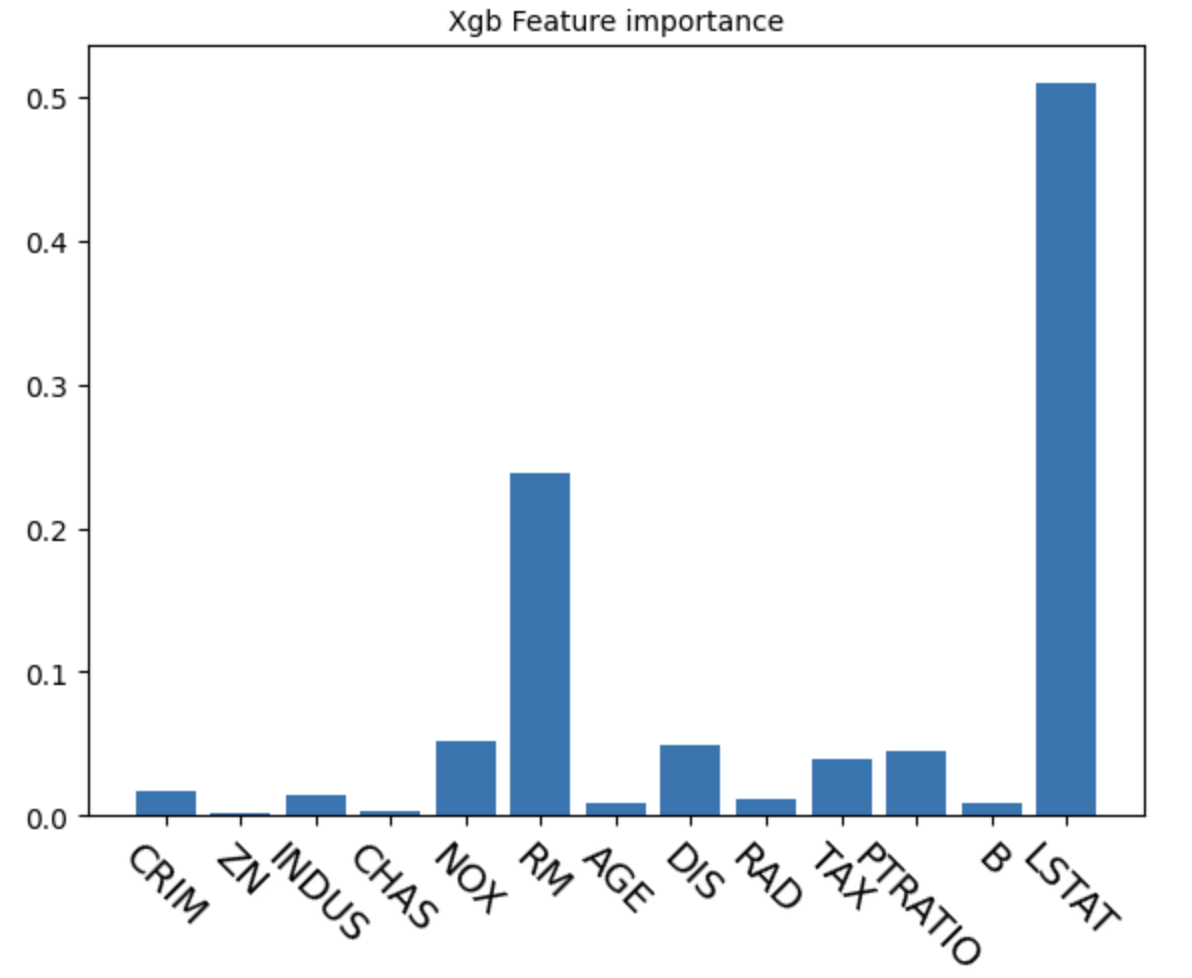 Xgb Feature importance
0.5
0.4
0.3
0.2
0.1
0.0
CRIM
ZN
INDUS
CHAS
NOX
RM
AGE
DIS
RAD
TAX
PTRATIO
B
LSTAT